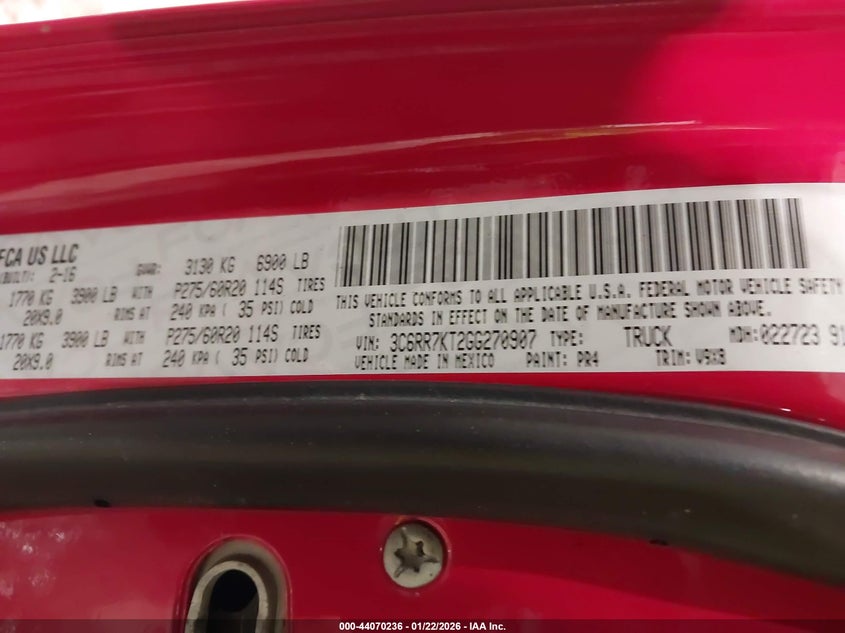 FCA US LLC
(BUILT): 2-16 GVWR: 3130 KG 6900 LB
1770 KG 3900 LB WITH P275/60R20 114S TIRES
20X9.0 RIMS AT 240 KPA ( 35 PSI) COLD
1770 KG 3900 LB WITH P275/60R20 114S TIRES
20X9.0 RIMS AT 240 KPA ( 35 PSI) COLD
THIS VEHICLE CONFORMS TO ALL APPLICABLE U.S.A. FEDERAL MOTOR VEHICLE SAFETY
STANDARDS IN EFFECT ON THE DATE OF MANUFACTURE SHOWN ABOVE.
VIN: 3C6RR7KT2GG270907 TYPE: TRUCK MDH: 022723 91
VEHICLE MADE IN MEXICO PAINT: PR4 TRIM: V9X9
000-44070236 - 01/22/2026 - IAA Inc.